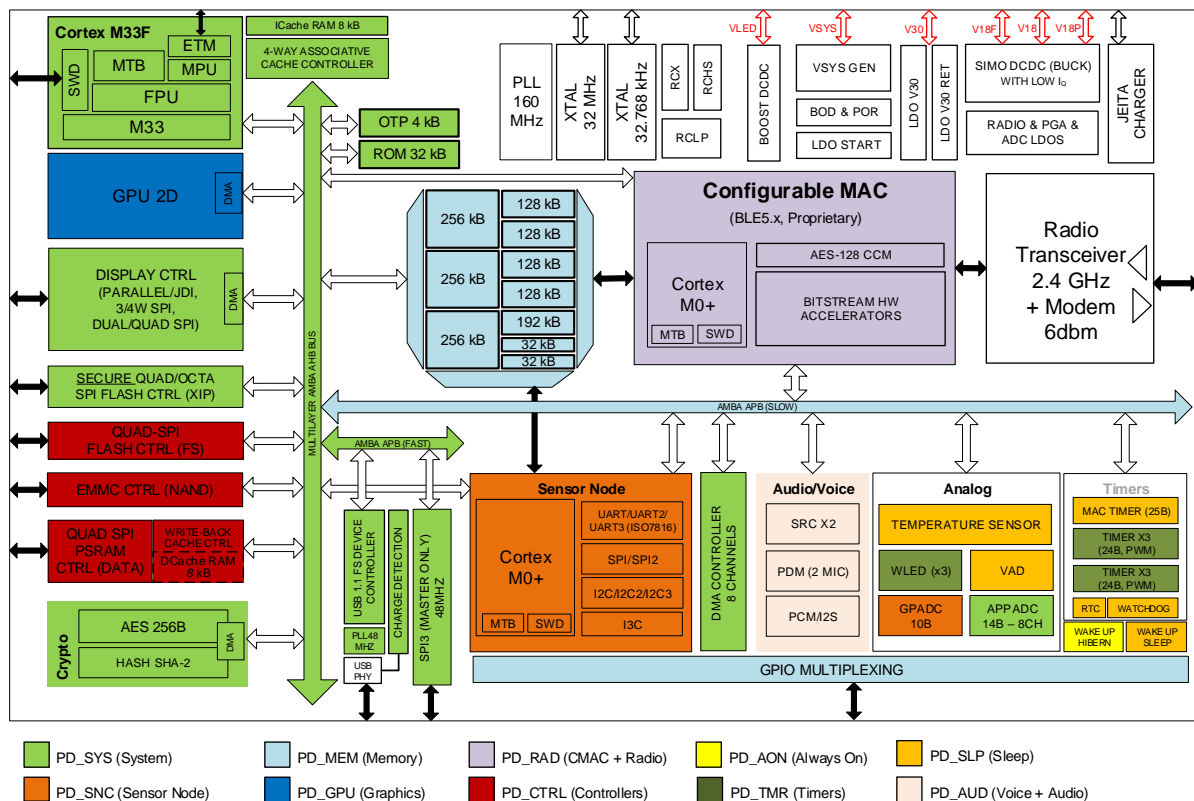 Cortex M33F
ETM
SWD
MTB
MPU
FPU
M33
ICache RAM 8 kB
4-WAY ASSOCIATIVE
CACHE CONTROLLER
OTP 4 kB
ROM 32 kB
PLL
160
MHz
XTAL
32 MHz
XTAL
32.768 kHz
RCX
RCHS
RCLP
VLED
BOOST DCDC
VSYS
VSYS GEN
BOD & POR
LDO START
V30
LDO V30
LDO V30 RET
V18F
V18
V18P
SIMO DCDC (BUCK)
WITH LOW IQ
RADIO & PGA &
ADC LDOS
JEITA
CHARGER
GPU 2D
DMA
DISPLAY CTRL
(PARALLEL/JDI,
3/4W SPI,
DUAL/QUAD SPI)
DMA
SECURE QUAD/OCTA
SPI FLASH CTRL (XIP)
QUAD-SPI
FLASH CTRL (FS)
EMMC CTRL (NAND)
QUAD SPI
PSRAM
CTRL (DATA)
WRITE-BACK
CACHE CTRL
DCache RAM
8 kB
Crypto
AES 256B
HASH SHA-2
DMA
MULTILAYER AMBA AHB BUS
256 kB
256 kB
256 kB
128 kB
128 kB
128 kB
128 kB
192 kB
32 kB
32 kB
Configurable MAC
(BLE5.x, Proprietary)
Cortex
M0+
MTB
SWD
AES-128 CCM
BITSTREAM HW
ACCELERATORS
Radio
Transceiver
2.4 GHz
+ Modem
6dbm
AMBA APB (SLOW)
AMBA APB (FAST)
USB 1.1 FS DEVICE
CONTROLLER
PLL48
MHZ
USB
PHY
CHARGE DETECTION
SPI3 (MASTER ONLY)
48MHZ
Sensor Node
Cortex
M0+
MTB
SWD
UART/UART2/
UART3 (ISO7816)
SPI/SPI2
I2C/I2C2/I2C3
I3C
DMA CONTROLLER
8 CHANNELS
Audio/Voice
SRC X2
PDM (2 MIC)
PCM/I2S
Analog
TEMPERATURE SENSOR
WLED (x3)
VAD
GPADC
10B
APP ADC
14B – 8CH
Timers
MAC TIMER (25B)
TIMER X3
(24B, PWM)
TIMER X3
(24B, PWM)
RTC
WATCHDOG
WAKE UP
HIBERN
WAKE UP
SLEEP
GPIO MULTIPLEXING
PD_SYS (System)
PD_MEM (Memory)
PD_RAD (CMAC + Radio)
PD_AON (Always On)
PD_SLP (Sleep)
PD_SNC (Sensor Node)
PD_GPU (Graphics)
PD_CTRL (Controllers)
PD_TMR (Timers)
PD_AUD (Voice + Audio)